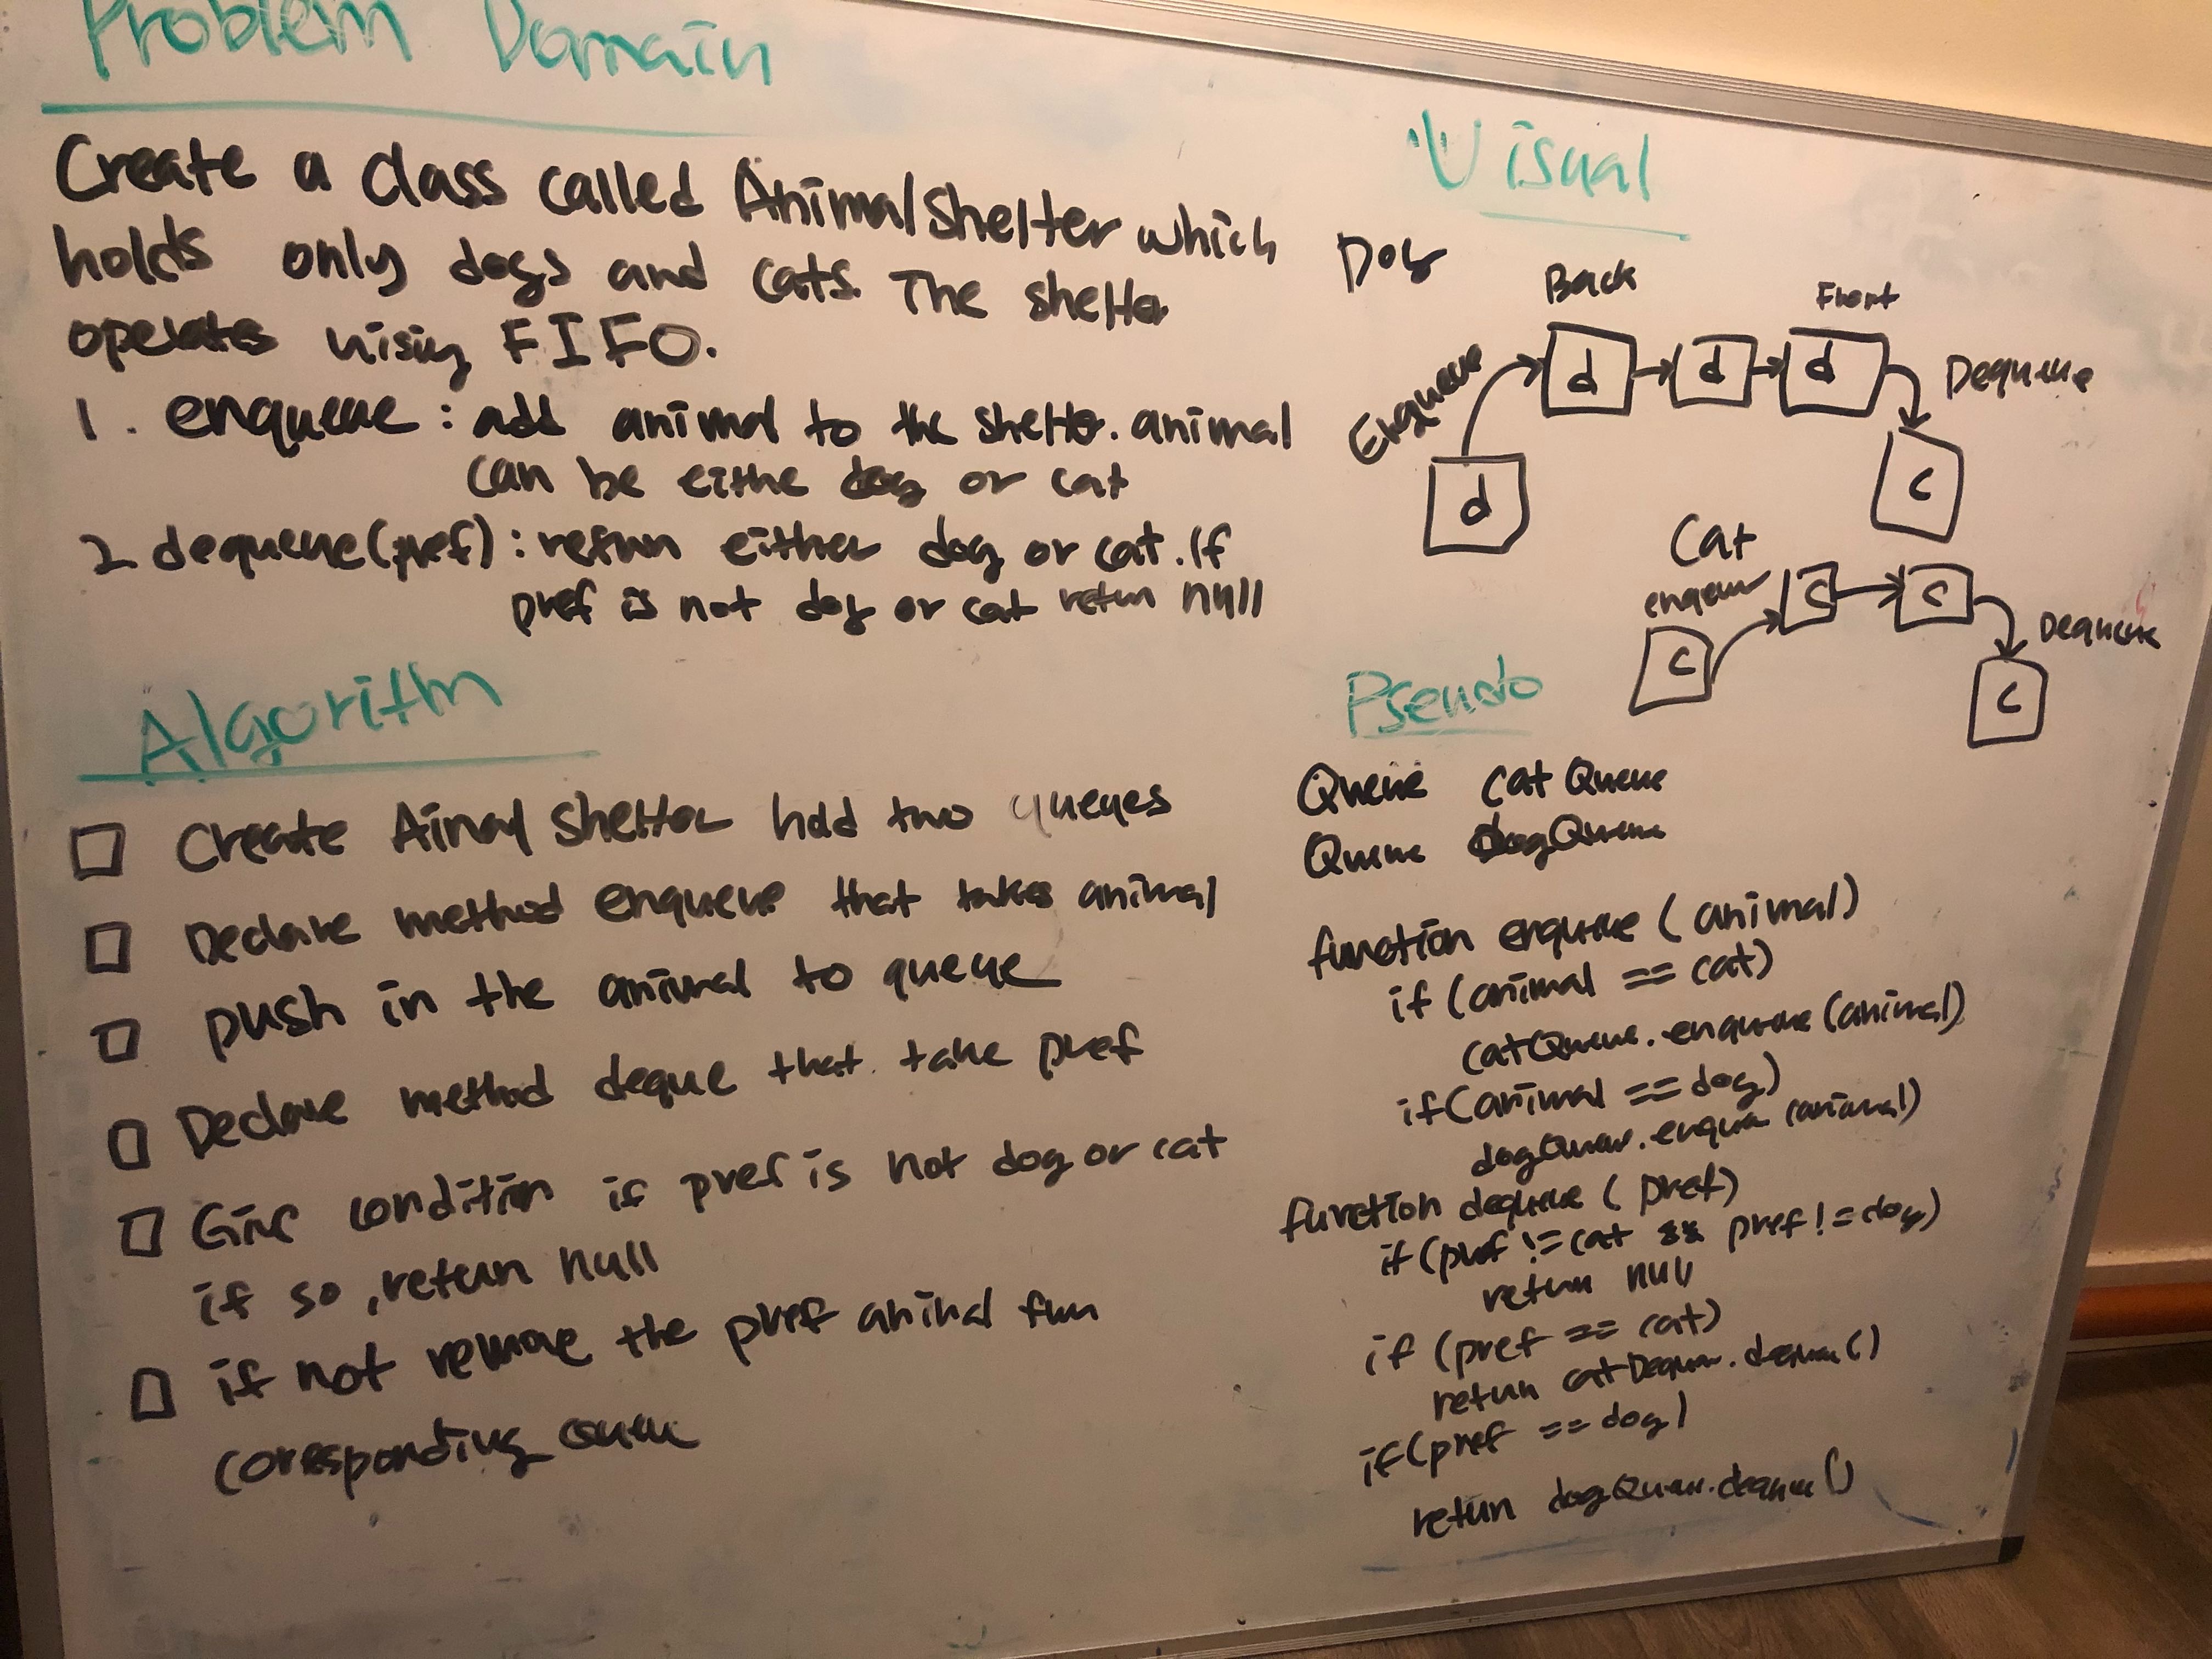 Problem Domain
Create a class called AnimalShelter which
holds only dogs and cats. The shelter
operates using FIFO.
1. enqueue : add animal to the shelter. animal
can be eithe dog or cat
2 dequeue(pref) : return either dog or cat. If
pref is not dog or cat return null
Algorithm
Create Ainal Shelter hold two queues
Declare method enqueue that takes animal
push in the animal to queue
Declare method deque that take pref
Give condition if pref is not dog or cat
if so, return null
if not remove the pref animal from
corresponding queue
Visual
Dog
Back
Front
Enqueue
d
d
d
Dequeue
d
C
Cat
enqueue
C
C
Dequeue
C
C
Pseudo
Queue catQueue
Queue DogQueue
function enqueue (animal)
if (animal == cat)
catQueue.enqueue(animal)
if(animal == dog)
dogQueue.enqueue (animal)
function dequeue (pref)
if (pref != cat && pref != dog)
return null
if (pref == cat)
return catDequeue.dequeue()
if(pref == dog)
return dogQueue.dequeue()